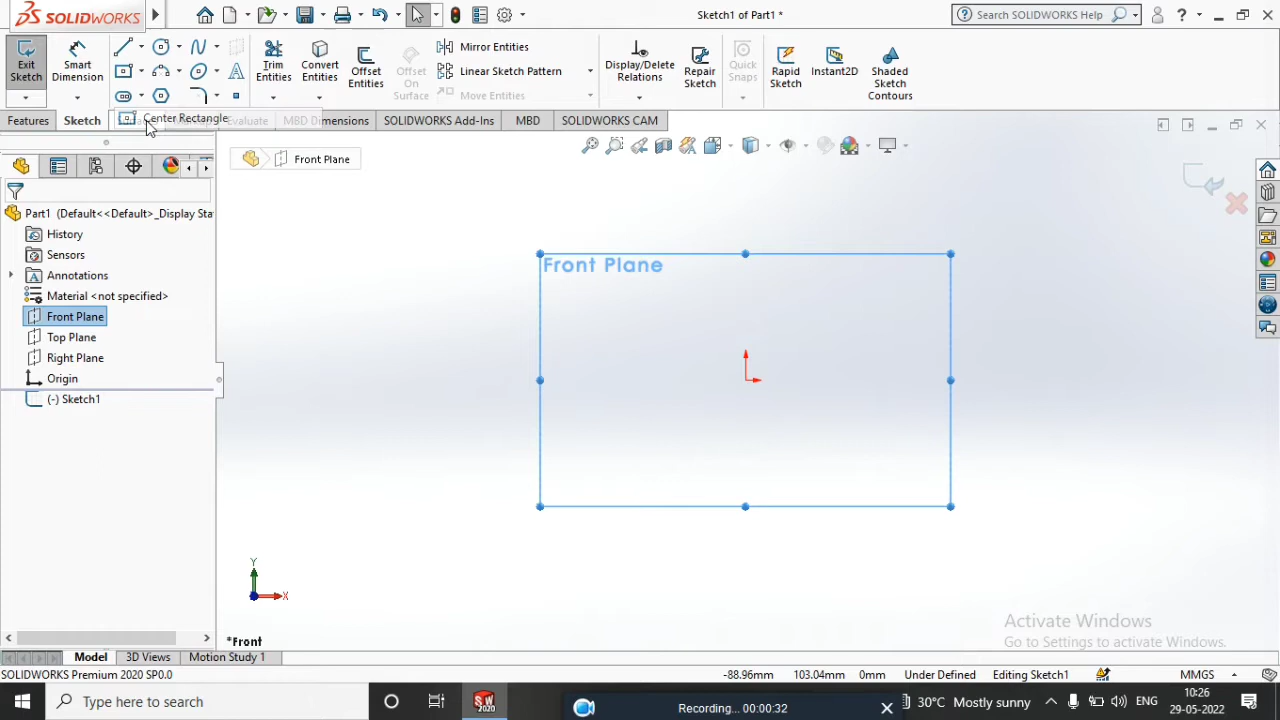 SOLIDWORKS
Sketch1 of Part1 *
Search SOLIDWORKS Help
Exit Sketch
Smart Dimension
Trim Entities
Convert Entities
Offset Entities
Offset On Surface
Mirror Entities
Linear Sketch Pattern
Move Entities
Display/Delete Relations
Repair Sketch
Quick Snaps
Rapid Sketch
Instant2D
Shaded Sketch Contours
Center Rectangle
Features
Sketch
Evaluate
MBD Dimensions
SOLIDWORKS Add-Ins
MBD
SOLIDWORKS CAM
Front Plane
Part1 (Default<<Default>_Display Sta
History
Sensors
Annotations
Material <not specified>
Front Plane
Top Plane
Right Plane
Origin
(-) Sketch1
Front Plane
Y
X
*Front
Activate Windows
Go to Settings to activate Windows.
Model
3D Views
Motion Study 1
SOLIDWORKS Premium 2020 SP0.0
-88.96mm
103.04mm
0mm
Under Defined
Editing Sketch1
MMGS
Type here to search
SW
2020
Recording... 00:00:32
30°C Mostly sunny
ENG
10:26
29-05-2022